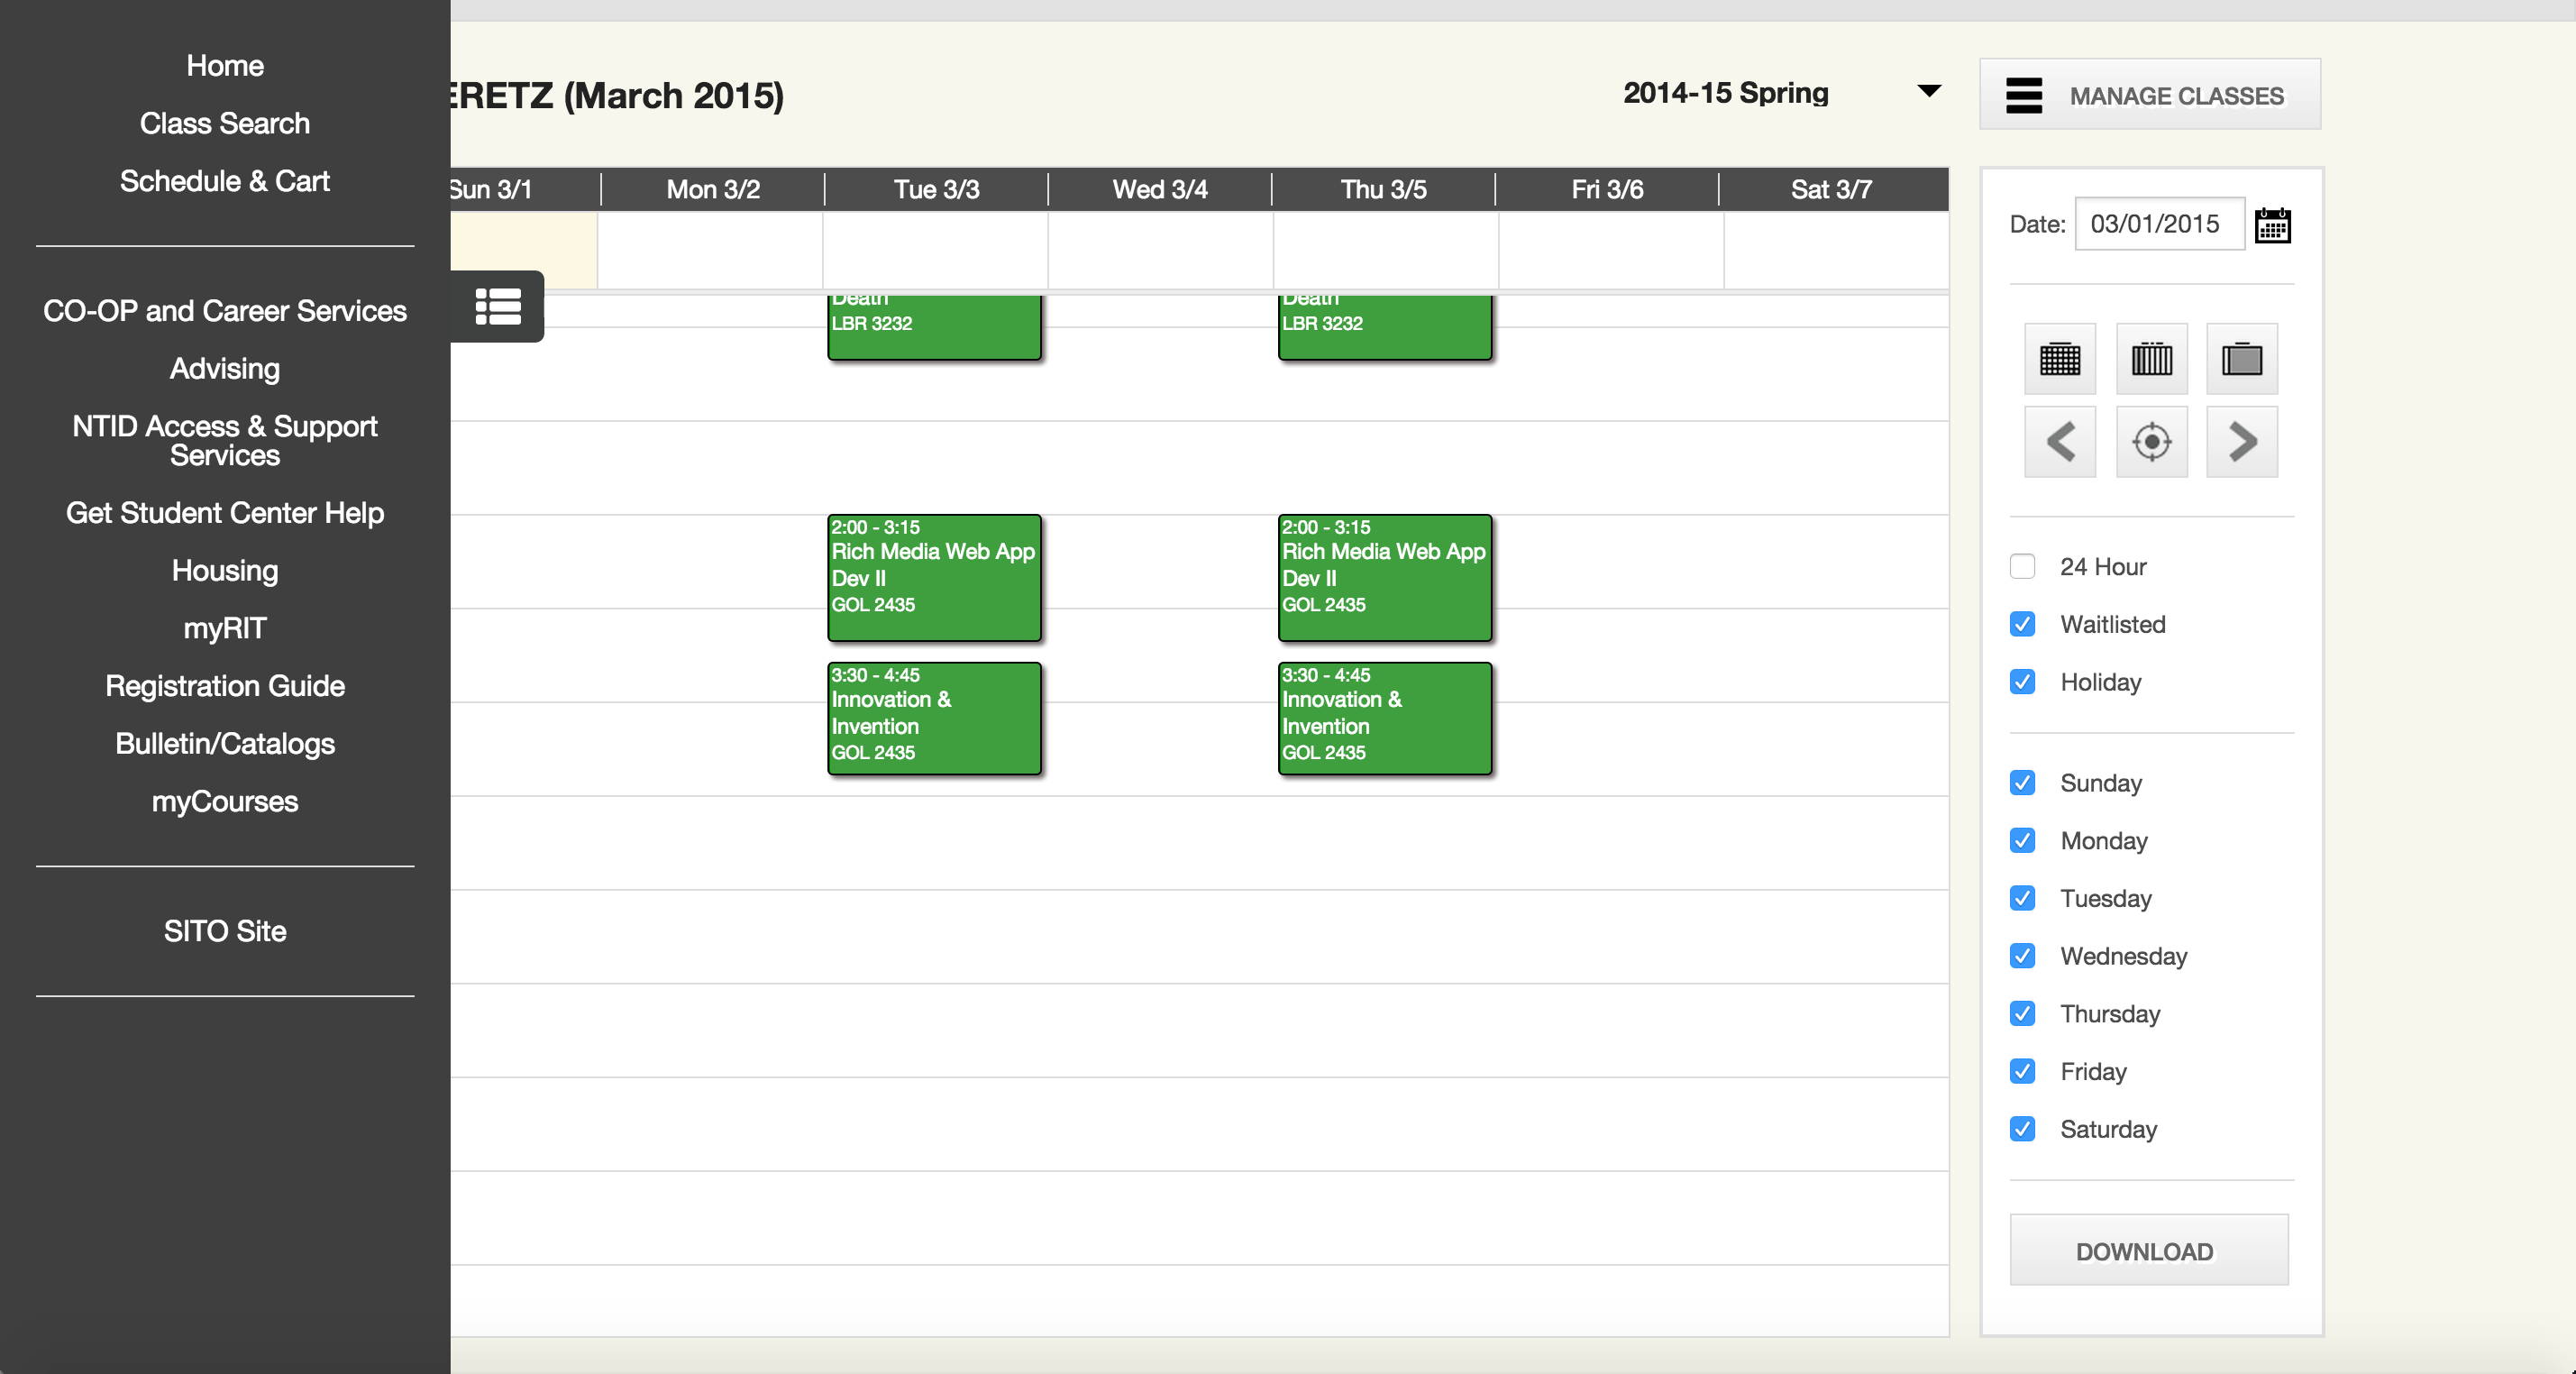 Home
Class Search
Schedule & Cart
CO-OP and Career Services
Advising
NTID Access & Support
Services
Get Student Center Help
Housing
myRIT
Registration Guide
Bulletin/Catalogs
myCourses
SITO Site
ERETZ (March 2015)
2014-15 Spring
MANAGE CLASSES
Sun 3/1
Mon 3/2
Tue 3/3
Wed 3/4
Thu 3/5
Fri 3/6
Sat 3/7
Death
LBR 3232
2:00 - 3:15
Rich Media Web App
Dev II
GOL 2435
3:30 - 4:45
Innovation &
Invention
GOL 2435
Death
LBR 3232
2:00 - 3:15
Rich Media Web App
Dev II
GOL 2435
3:30 - 4:45
Innovation &
Invention
GOL 2435
Date: 03/01/2015
24 Hour
Waitlisted
Holiday
Sunday
Monday
Tuesday
Wednesday
Thursday
Friday
Saturday
DOWNLOAD